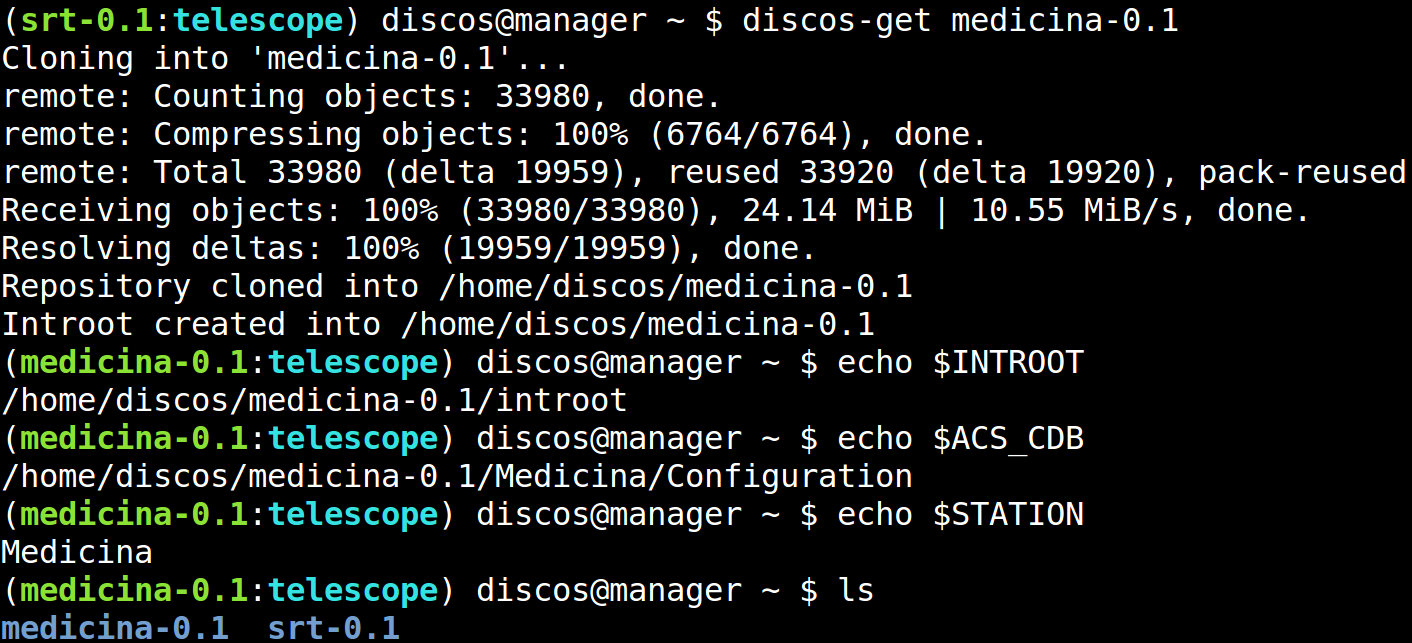 (srt-0.1:telescope) discos@manager ~ $ discos-get medicina-0.1
Cloning into 'medicina-0.1'...
remote: Counting objects: 33980, done.
remote: Compressing objects: 100% (6764/6764), done.
remote: Total 33980 (delta 19959), reused 33920 (delta 19920), pack-reused
Receiving objects: 100% (33980/33980), 24.14 MiB | 10.55 MiB/s, done.
Resolving deltas: 100% (19959/19959), done.
Repository cloned into /home/discos/medicina-0.1
Introot created into /home/discos/medicina-0.1
(medicina-0.1:telescope) discos@manager ~ $ echo $INTROOT
/home/discos/medicina-0.1/introot
(medicina-0.1:telescope) discos@manager ~ $ echo $ACS_CDB
/home/discos/medicina-0.1/Medicina/Configuration
(medicina-0.1:telescope) discos@manager ~ $ echo $STATION
Medicina
(medicina-0.1:telescope) discos@manager ~ $ ls
medicina-0.1  srt-0.1